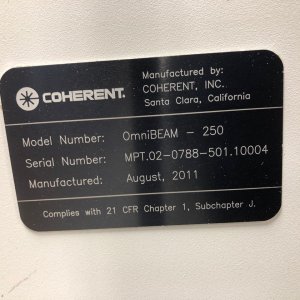 COHERENT.
Manufactured by:
COHERENT, INC.
Santa Clara, California
Model Number: OmniBEAM - 250
Serial Number: MPT.02-0788-501.10004
Manufactured: August, 2011
Complies with 21 CFR Chapter 1, Subchapter J.